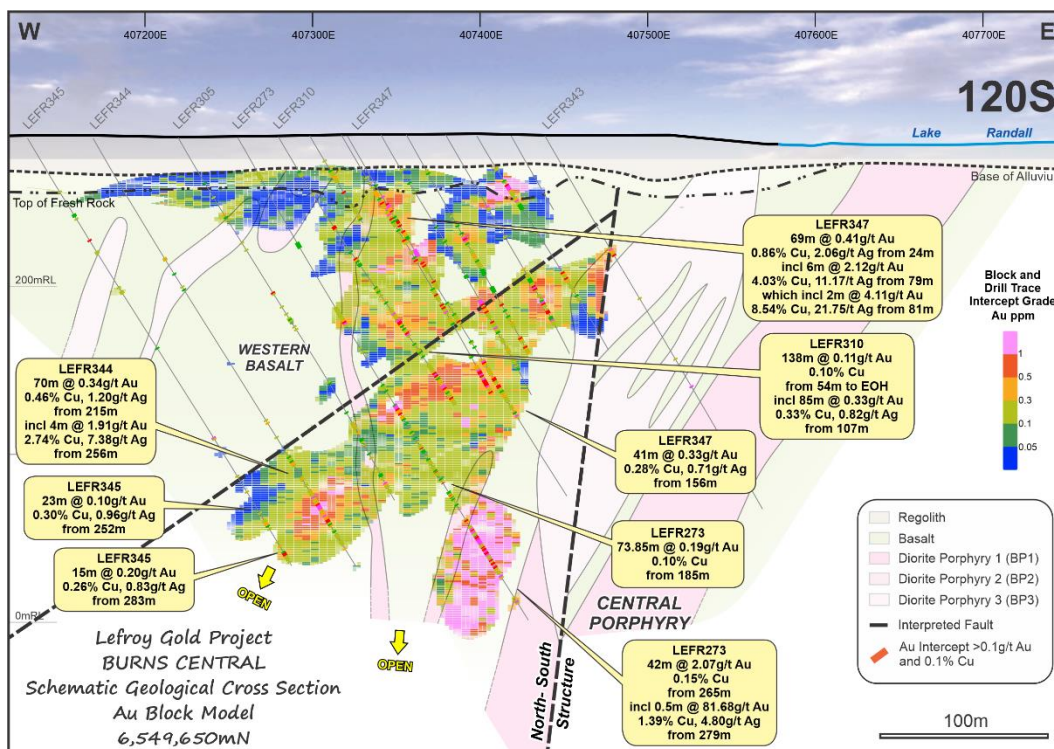 W
E
407200E
407300E
407400E
407500E
407600E
407700E
LEFR345
LEFR344
LEFR305
LEFR273
LEFR310
LEFR347
LEFR343
120S
Lake Randall
Base of Alluviu
Top of Fresh Rock
200mRL
WESTERN
BASALT
LEFR347
69m @ 0.41g/t Au
0.86% Cu, 2.06g/t Ag from 24m
incl 6m @ 2.12g/t Au
4.03% Cu, 11.17/t Ag from 79m
which incl 2m @ 4.11g/t Au
8.54% Cu, 21.75/t Ag from 81m
Block and
Drill Trace
Intercept Grade
Au ppm
1
0.5
0.3
0.1
0.05
LEFR310
138m @ 0.11g/t Au
0.10% Cu
from 54m to EOH
incl 85m @ 0.33g/t Au
0.33% Cu, 0.82g/t Ag
from 107m
LEFR344
70m @ 0.34g/t Au
0.46% Cu, 1.20g/t Ag
from 215m
incl 4m @ 1.91g/t Au
2.74% Cu, 7.38g/t Ag
from 256m
LEFR347
41m @ 0.33g/t Au
0.28% Cu, 0.71g/t Ag
from 156m
LEFR345
23m @ 0.10g/t Au
0.30% Cu, 0.96g/t Ag
from 252m
LEFR273
73.85m @ 0.19g/t Au
0.10% Cu
from 185m
LEFR345
15m @ 0.20g/t Au
0.26% Cu, 0.83g/t Ag
from 283m
OPEN
OPEN
0mRL
CENTRAL
PORPHYRY
North- South
Structure
LEFR273
42m @ 2.07g/t Au
0.15% Cu
from 265m
incl 0.5m @ 81.68g/t Au
1.39% Cu, 4.80g/t Ag
from 279m
Regolith
Basalt
Diorite Porphyry 1 (BP1)
Diorite Porphyry 2 (BP2)
Diorite Porphyry 3 (BP3)
Interpreted Fault
Au Intercept >0.1g/t Au
and 0.1% Cu
100m
Lefroy Gold Project
BURNS CENTRAL
Schematic Geological Cross Section
Au Block Model
6,549,650mN